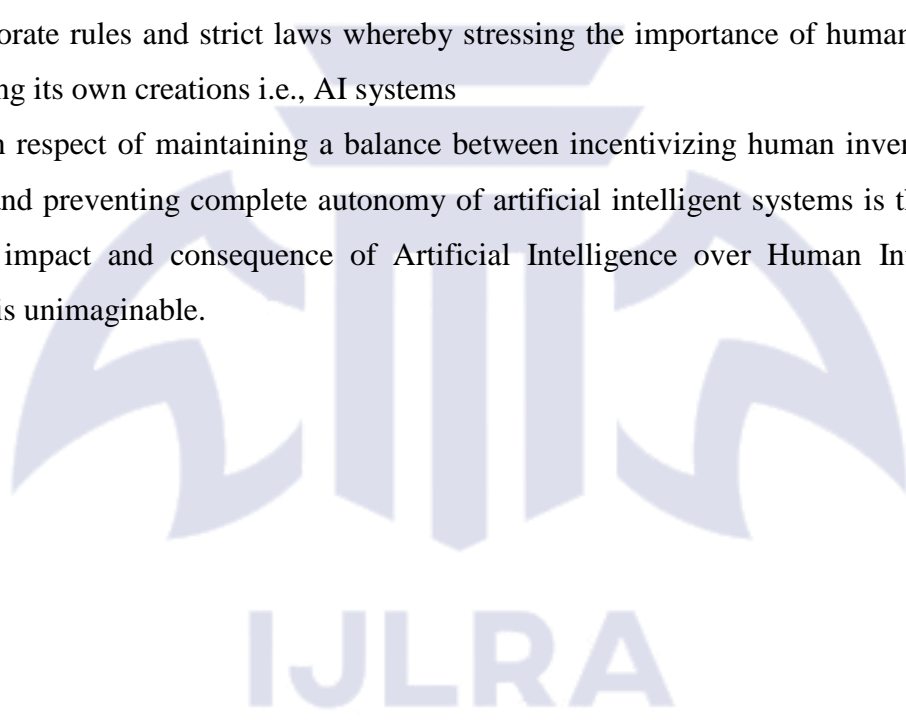 orate rules and strict laws whereby stressing the importance of human
ng its own creations i.e., AI systems
n respect of maintaining a balance between incentivizing human inver
and preventing complete autonomy of artificial intelligent systems is t
impact and consequence of Artificial Intelligence over Human In
is unimaginable.
IJLRA